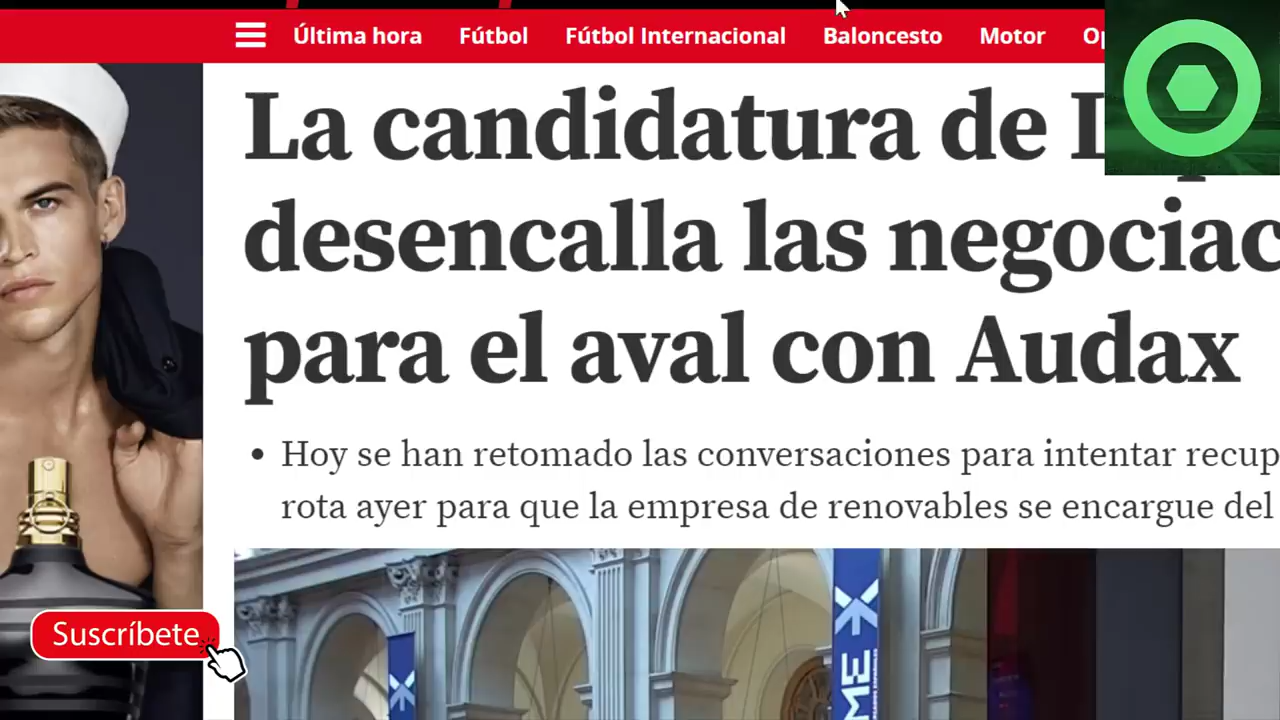 Última hora Fútbol Fútbol Internacional Baloncesto Motor
La candidatura de
desencalla las negociac
para el aval con Audax
• Hoy se han retomado las conversaciones para intentar recup
rota ayer para que la empresa de renovables se encargue del
Suscríbete
ME